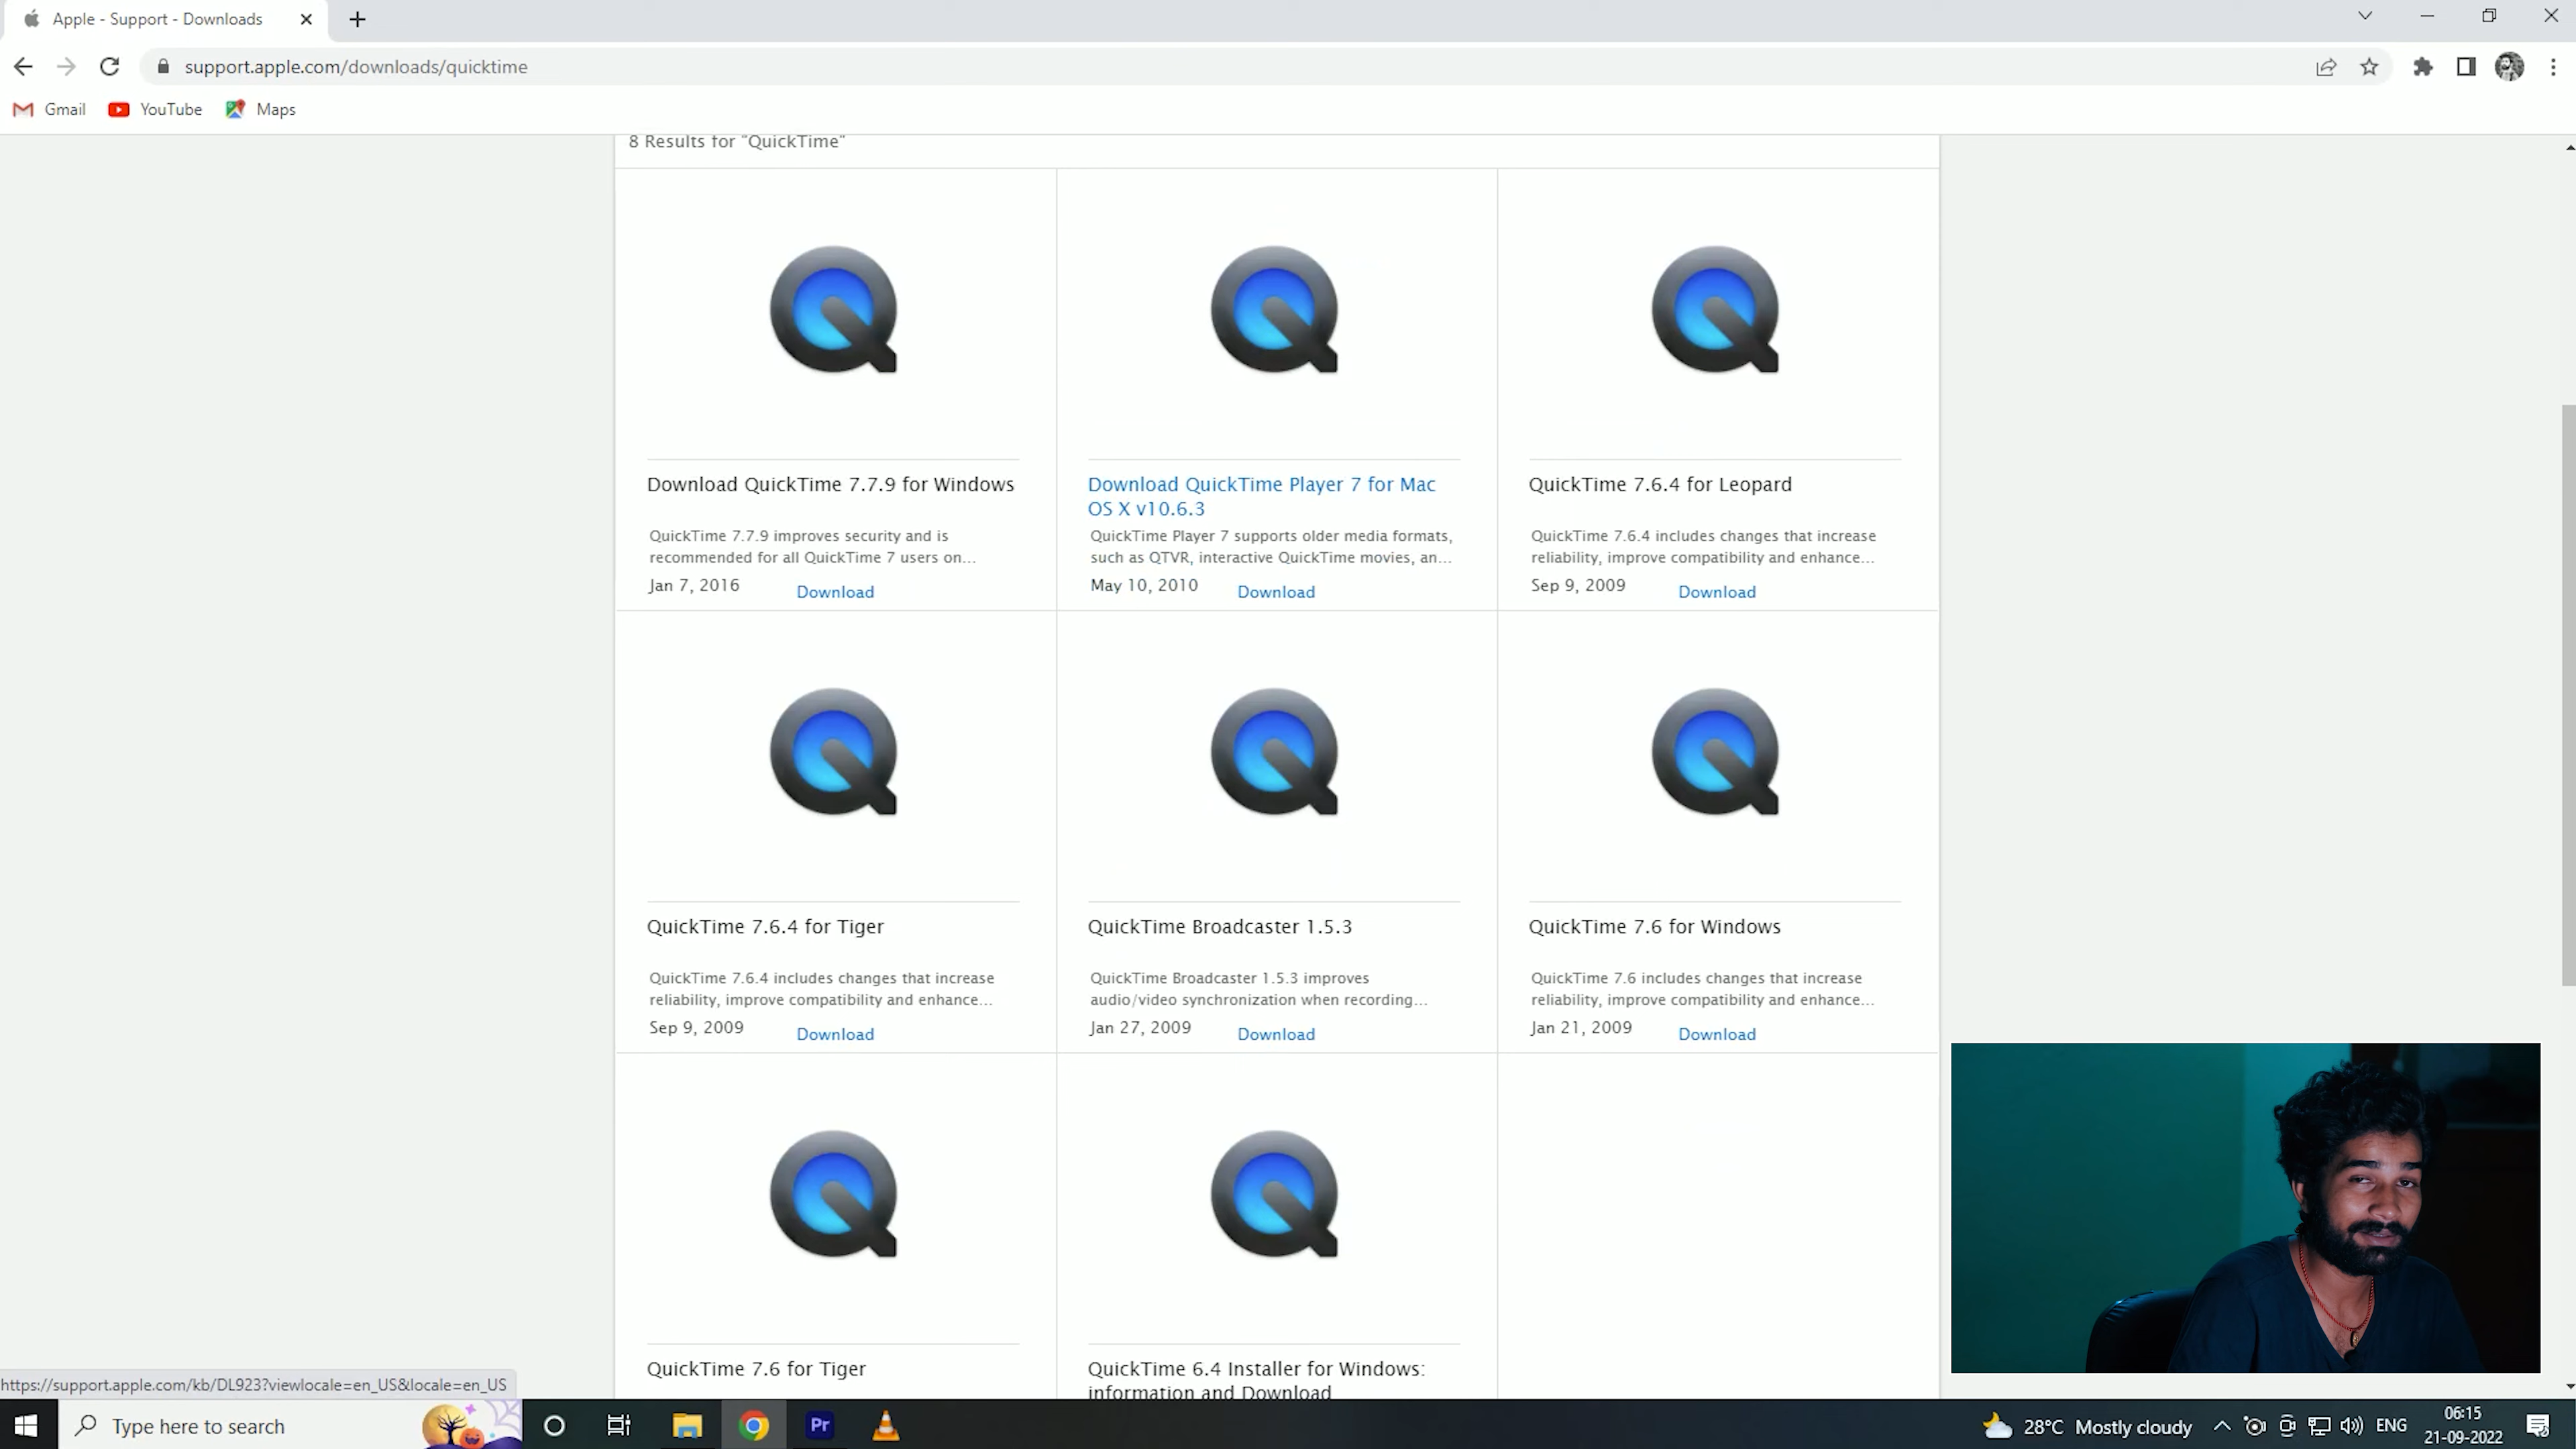 Apple - Support - Downloads
support.apple.com/downloads/quicktime
Gmail YouTube Maps
8 Results for "QuickTime"
Download QuickTime 7.7.9 for Windows
QuickTime 7.7.9 improves security and is
recommended for all QuickTime 7 users on...
Jan 7, 2016 Download
Download QuickTime Player 7 for Mac
OS X v10.6.3
QuickTime Player 7 supports older media formats,
such as QTVR, interactive QuickTime movies, an...
May 10, 2010 Download
QuickTime 7.6.4 for Leopard
QuickTime 7.6.4 includes changes that increase
reliability, improve compatibility and enhance...
Sep 9, 2009 Download
QuickTime 7.6.4 for Tiger
QuickTime 7.6.4 includes changes that increase
reliability, improve compatibility and enhance...
Sep 9, 2009 Download
QuickTime Broadcaster 1.5.3
QuickTime Broadcaster 1.5.3 improves
audio/video synchronization when recording...
Jan 27, 2009 Download
QuickTime 7.6 for Windows
QuickTime 7.6 includes changes that increase
reliability, improve compatibility and enhance...
Jan 21, 2009 Download
QuickTime 7.6 for Tiger
QuickTime 6.4 Installer for Windows:
information and Download
https://support.apple.com/kb/DL923?viewlocale=en_US&locale=en_US
Type here to search
Pr
28°C Mostly cloudy
ENG
06:15
21-09-2022